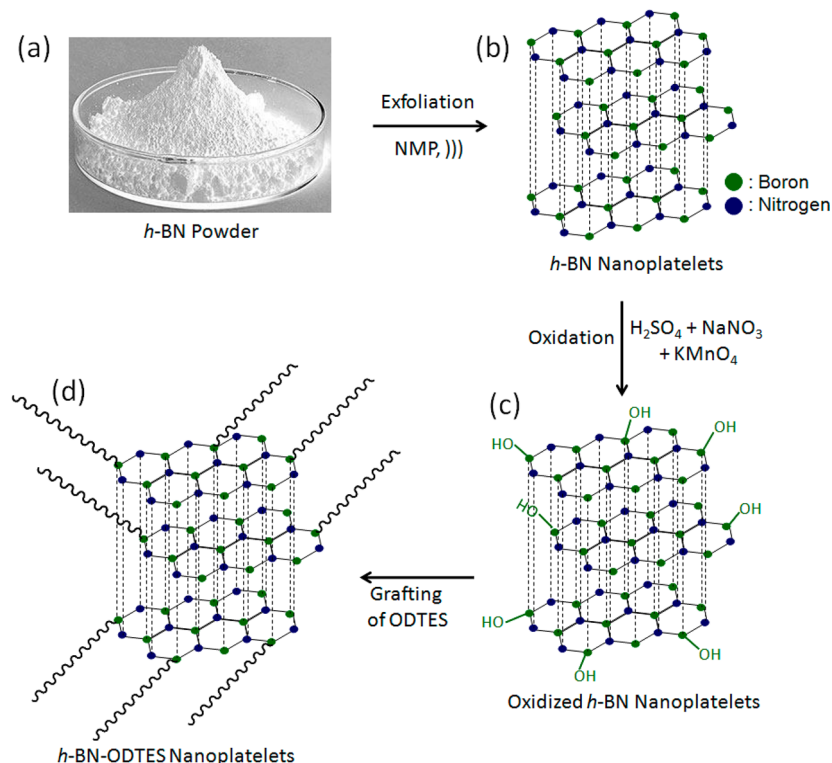 (a)
h-BN Powder
Exfoliation
NMP, )))
(b)
: Boron
: Nitrogen
h-BN Nanoplatelets
Oxidation
H₂SO₄ + NaNO₃
+ KMnO₄
(c)
OH
HO
OH
HO
OH
HO
OH
OH
Oxidized h-BN Nanoplatelets
Grafting
of ODTES
(d)
h-BN-ODTES Nanoplatelets